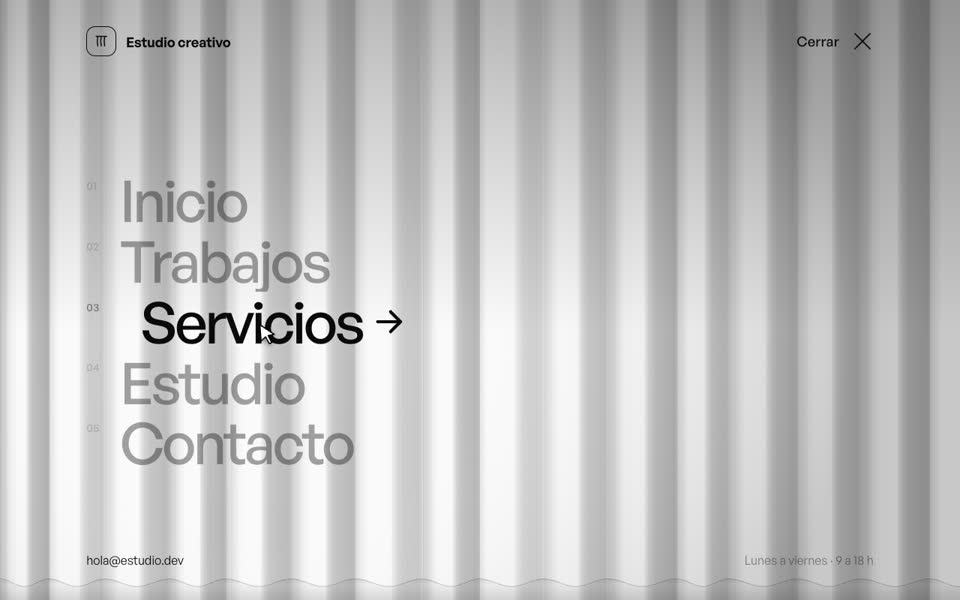 Estudio creativo
Cerrar
01 Inicio
02 Trabajos
03 Servicios →
04 Estudio
05 Contacto
hola@estudio.dev
Lunes a viernes · 9 a 18 h